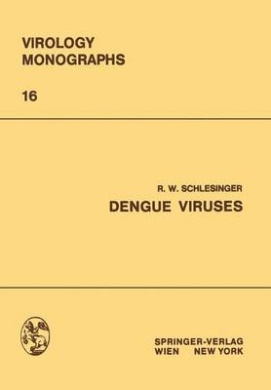 VIROLOGY
MONOGRAPHS
16
R. W. SCHLESINGER
DENGUE VIRUSES
SPRINGER-VERLAG
WIEN NEW YORK